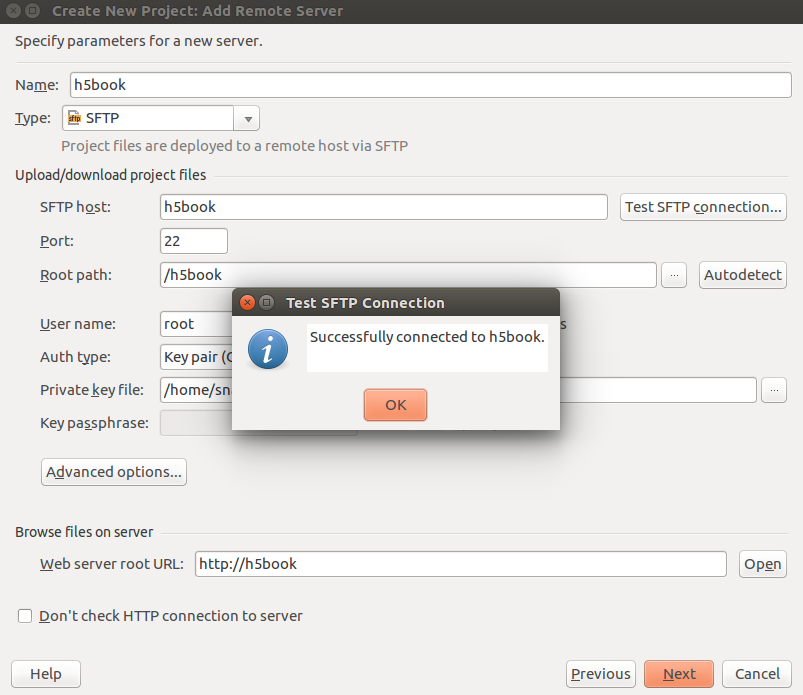 Create New Project: Add Remote Server
Specify parameters for a new server.
Name: h5book
Type: sftp SFTP
Project files are deployed to a remote host via SFTP
Upload/download project files
SFTP host: h5book Test SFTP connection...
Port: 22
Root path: /h5book ... Autodetect
Test SFTP Connection
Successfully connected to h5book.
OK
User name: root
Auth type: Key pair (
Private key file: /home/sn ...
Key passphrase:
Advanced options...
Browse files on server
Web server root URL: http://h5book Open
Don't check HTTP connection to server
Help Previous Next Cancel